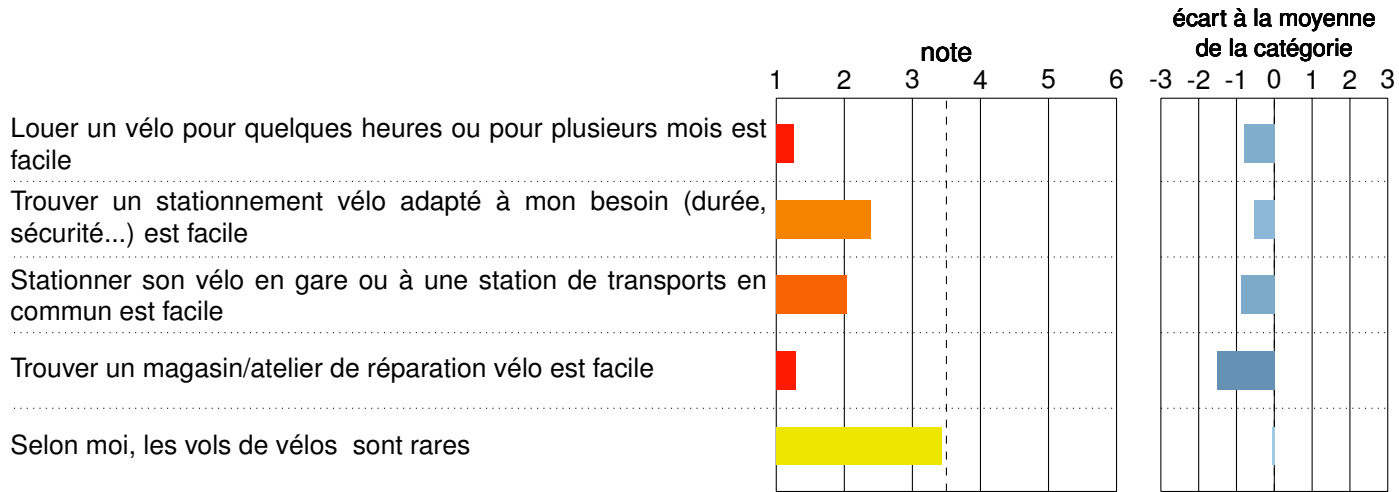 écart à la moyenne
note de la catégorie
1 2 3 4 5 6 -3 -2 -1 0 1 2 3
Louer un vélo pour quelques heures ou pour plusieurs mois est
facile
Trouver un stationnement vélo adapté à mon besoin (durée,
sécurité...) est facile
Stationner son vélo en gare ou à une station de transports en
commun est facile
Trouver un magasin/atelier de réparation vélo est facile
Selon moi, les vols de vélos sont rares